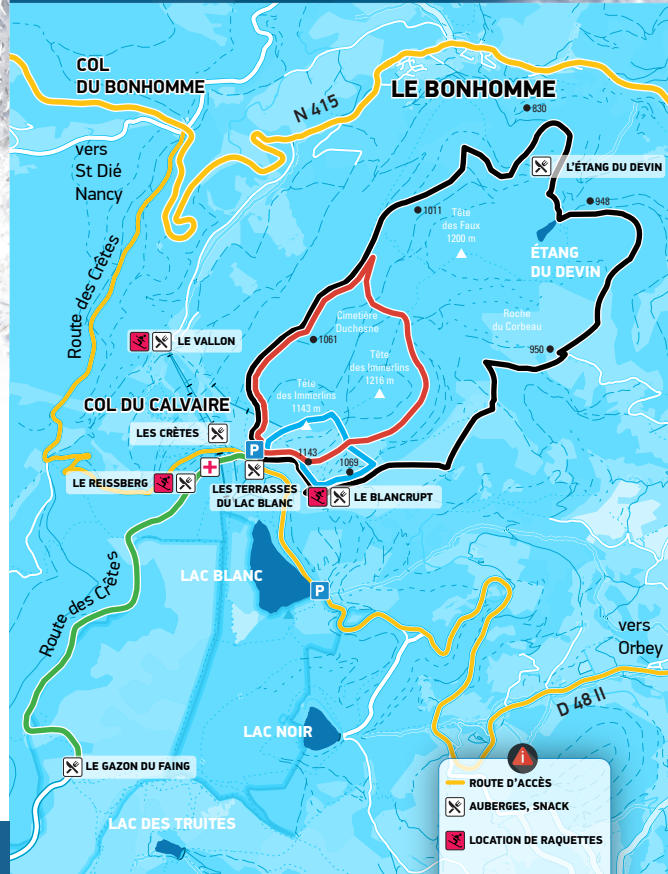 COL
DU BONHOMME
N 415
LE BONHOMME
830
vers
St Dié
Nancy
L'ÉTANG DU DEVIN
948
1011
Tête
des Faux
1200 m
ÉTANG
DU DEVIN
Route des Crêtes
Cimetière
Duchesne
Roche
du Corbeau
1061
LE VALLON
950
Tête
des Immerlins
1216 m
Tête
des Immerlins
1143 m
COL DU CALVAIRE
LES CRÈTES
P
1143
1069
LE REISSBERG
LES TERRASSES
DU LAC BLANC
LE BLANCRUPT
LAC BLANC
P
Route des Crêtes
vers
Orbey
D 48 II
LAC NOIR
LE GAZON DU FAING
i
ROUTE D'ACCÈS
AUBERGES, SNACK
LOCATION DE RAQUETTES
LAC DES TRUITES